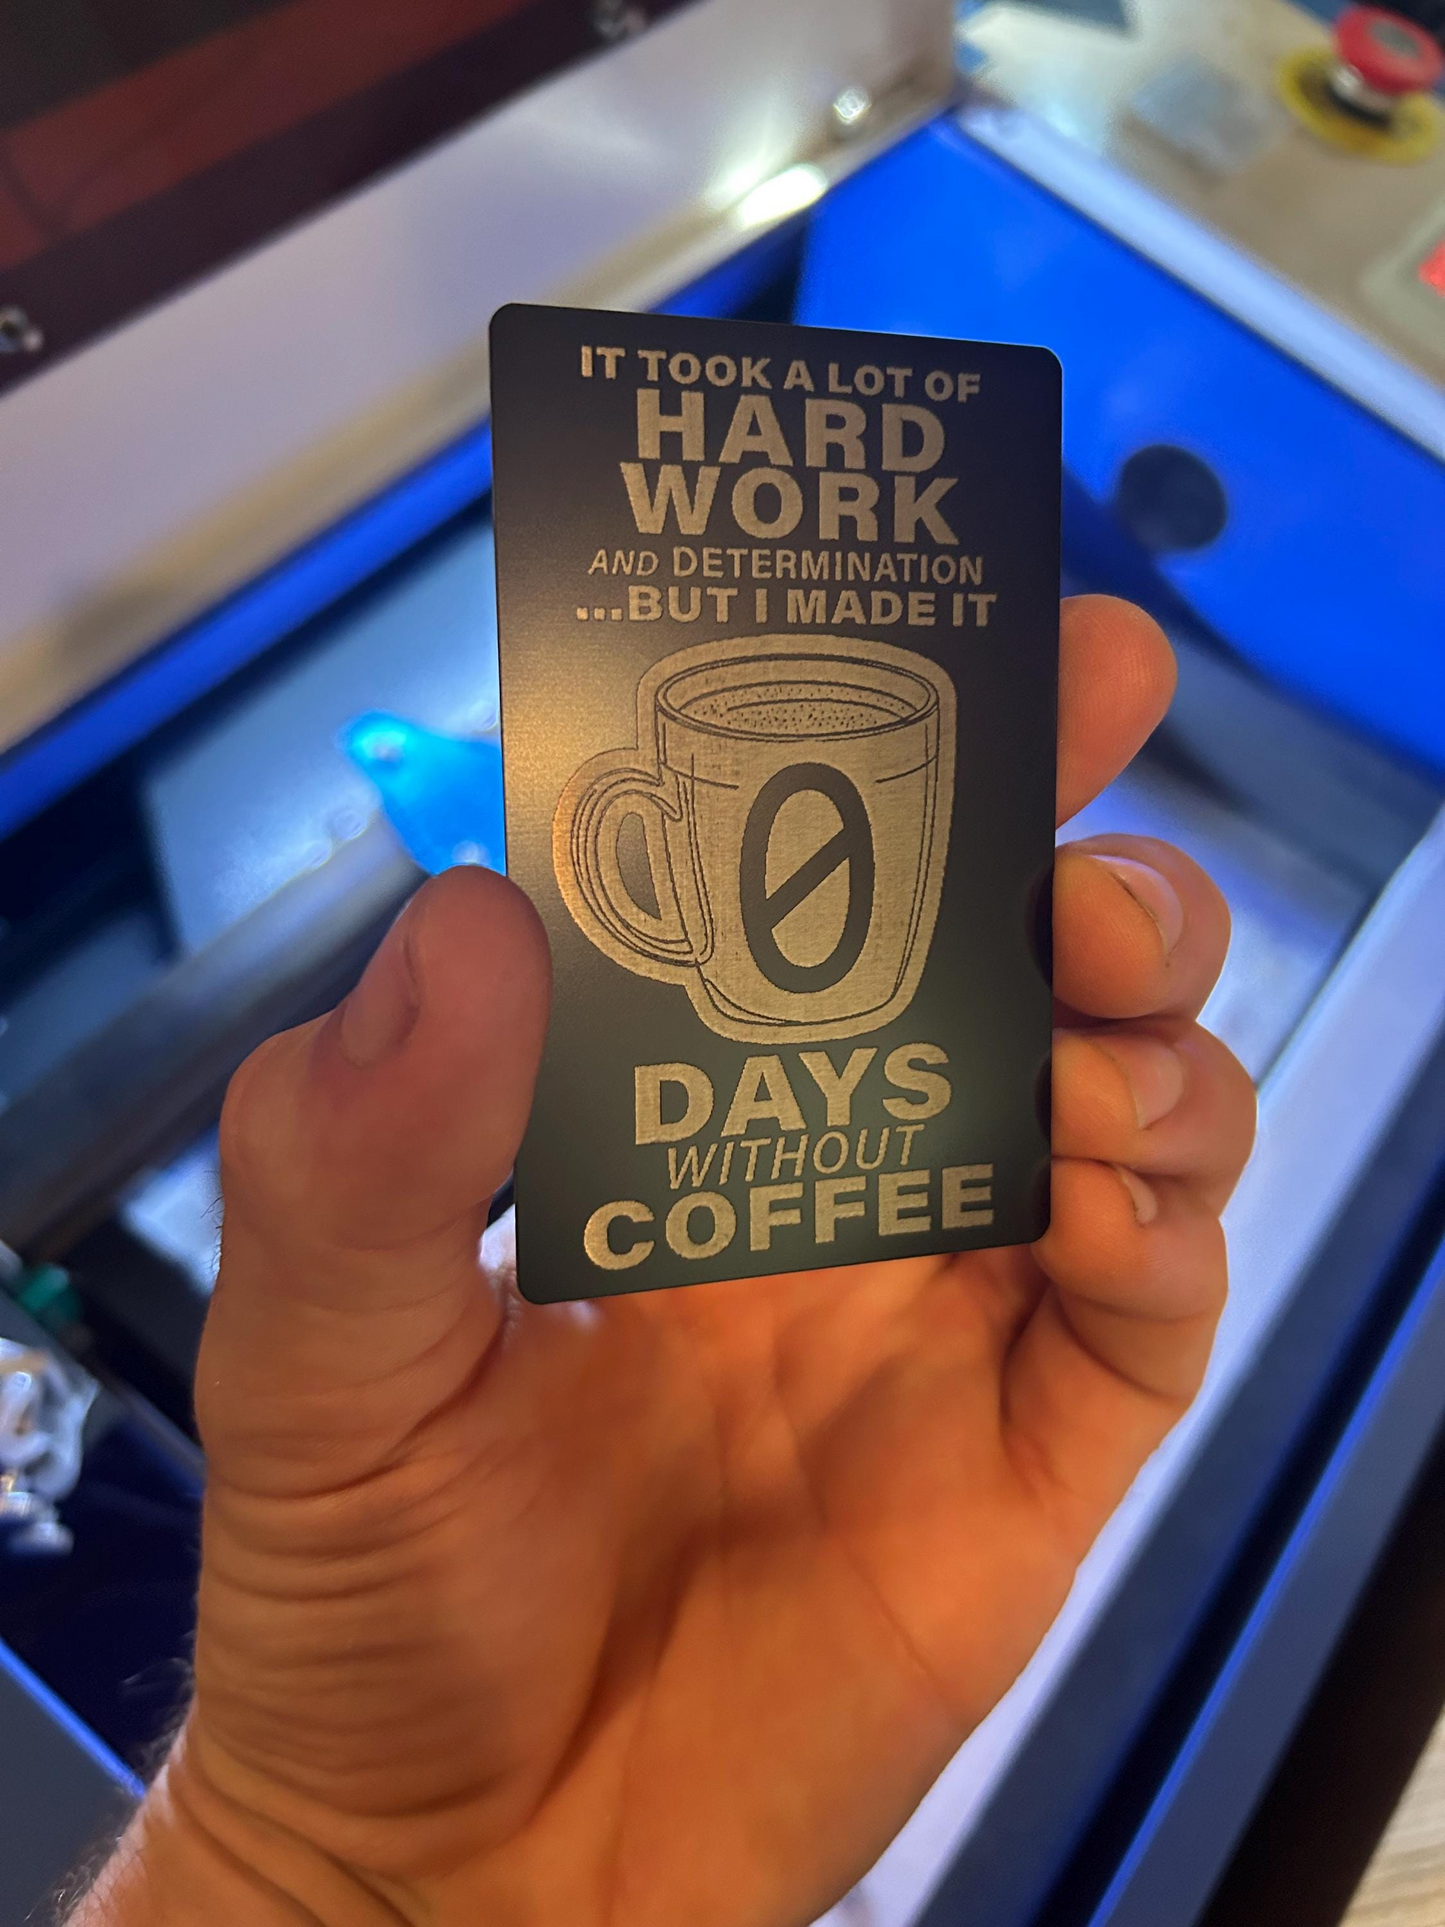 IT TOOK A LOT OF
HARD
WORK
AND DETERMINATION
...BUT I MADE IT
0
DAYS
WITHOUT
COFFEE